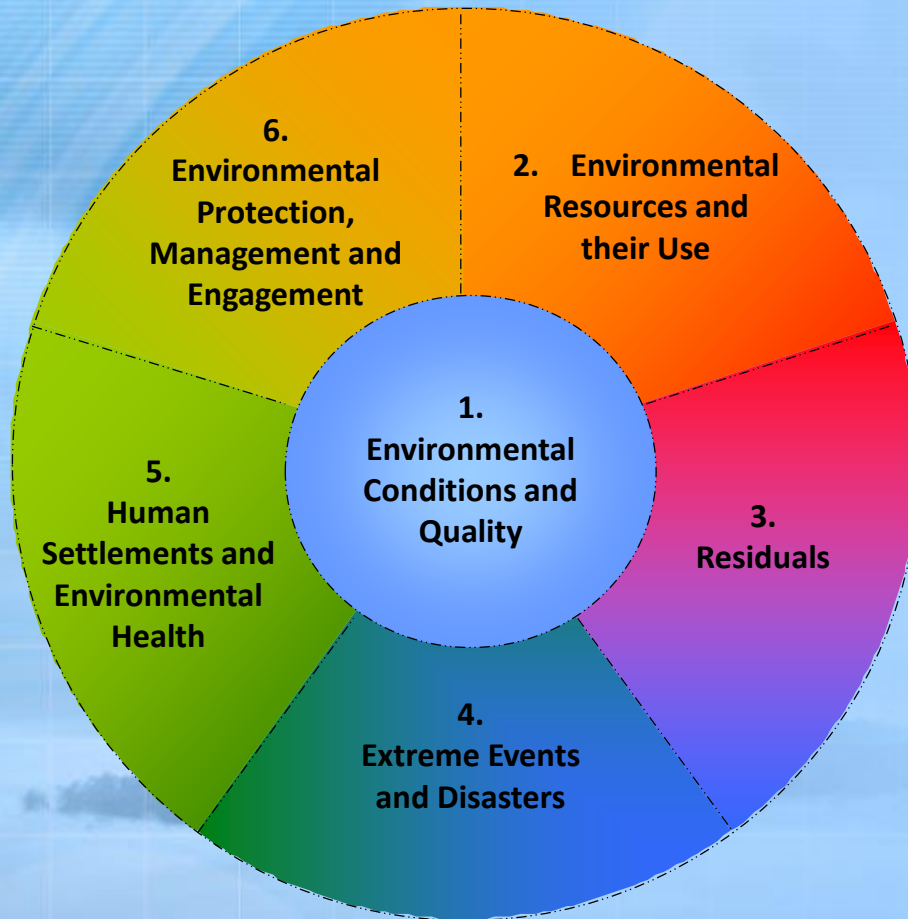 1.
Environmental
Conditions and
Quality
2. Environmental
Resources and
their Use
3.
Residuals
4.
Extreme Events
and Disasters
5.
Human
Settlements and
Environmental
Health
6.
Environmental
Protection,
Management and
Engagement